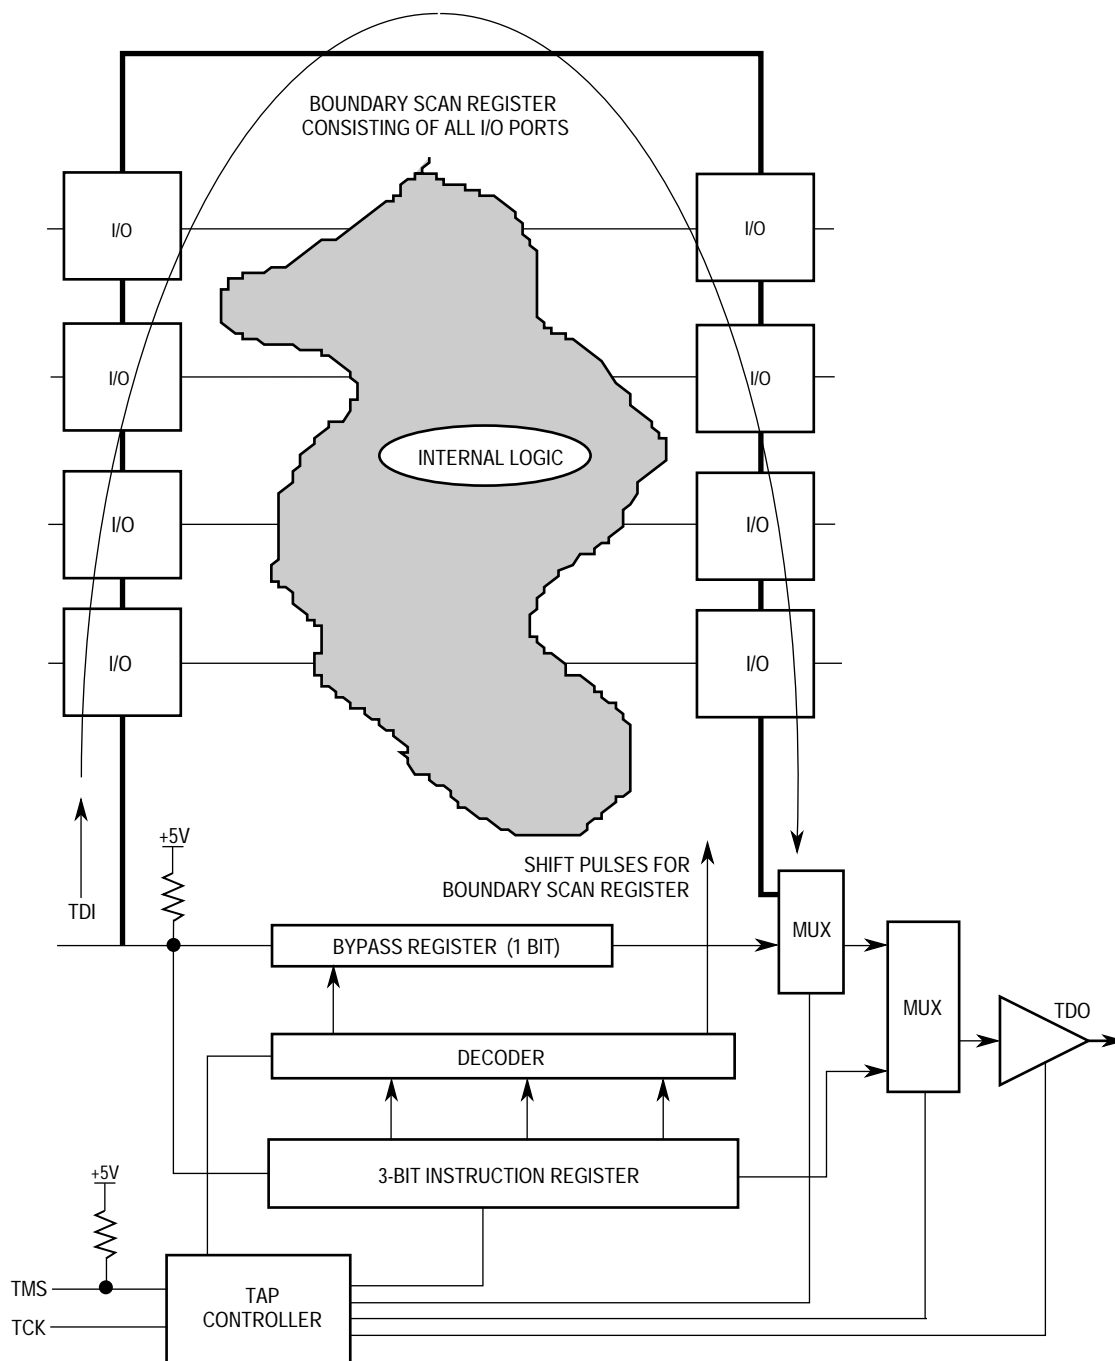 BOUNDARY SCAN REGISTER
CONSISTING OF ALL I/O PORTS
I/O
I/O
I/O
I/O
INTERNAL LOGIC
I/O
I/O
I/O
I/O
+5V
TDI
SHIFT PULSES FOR
BOUNDARY SCAN REGISTER
MUX
BYPASS REGISTER (1 BIT)
MUX
TDO
DECODER
3-BIT INSTRUCTION REGISTER
+5V
TMS
TCK
TAP
CONTROLLER